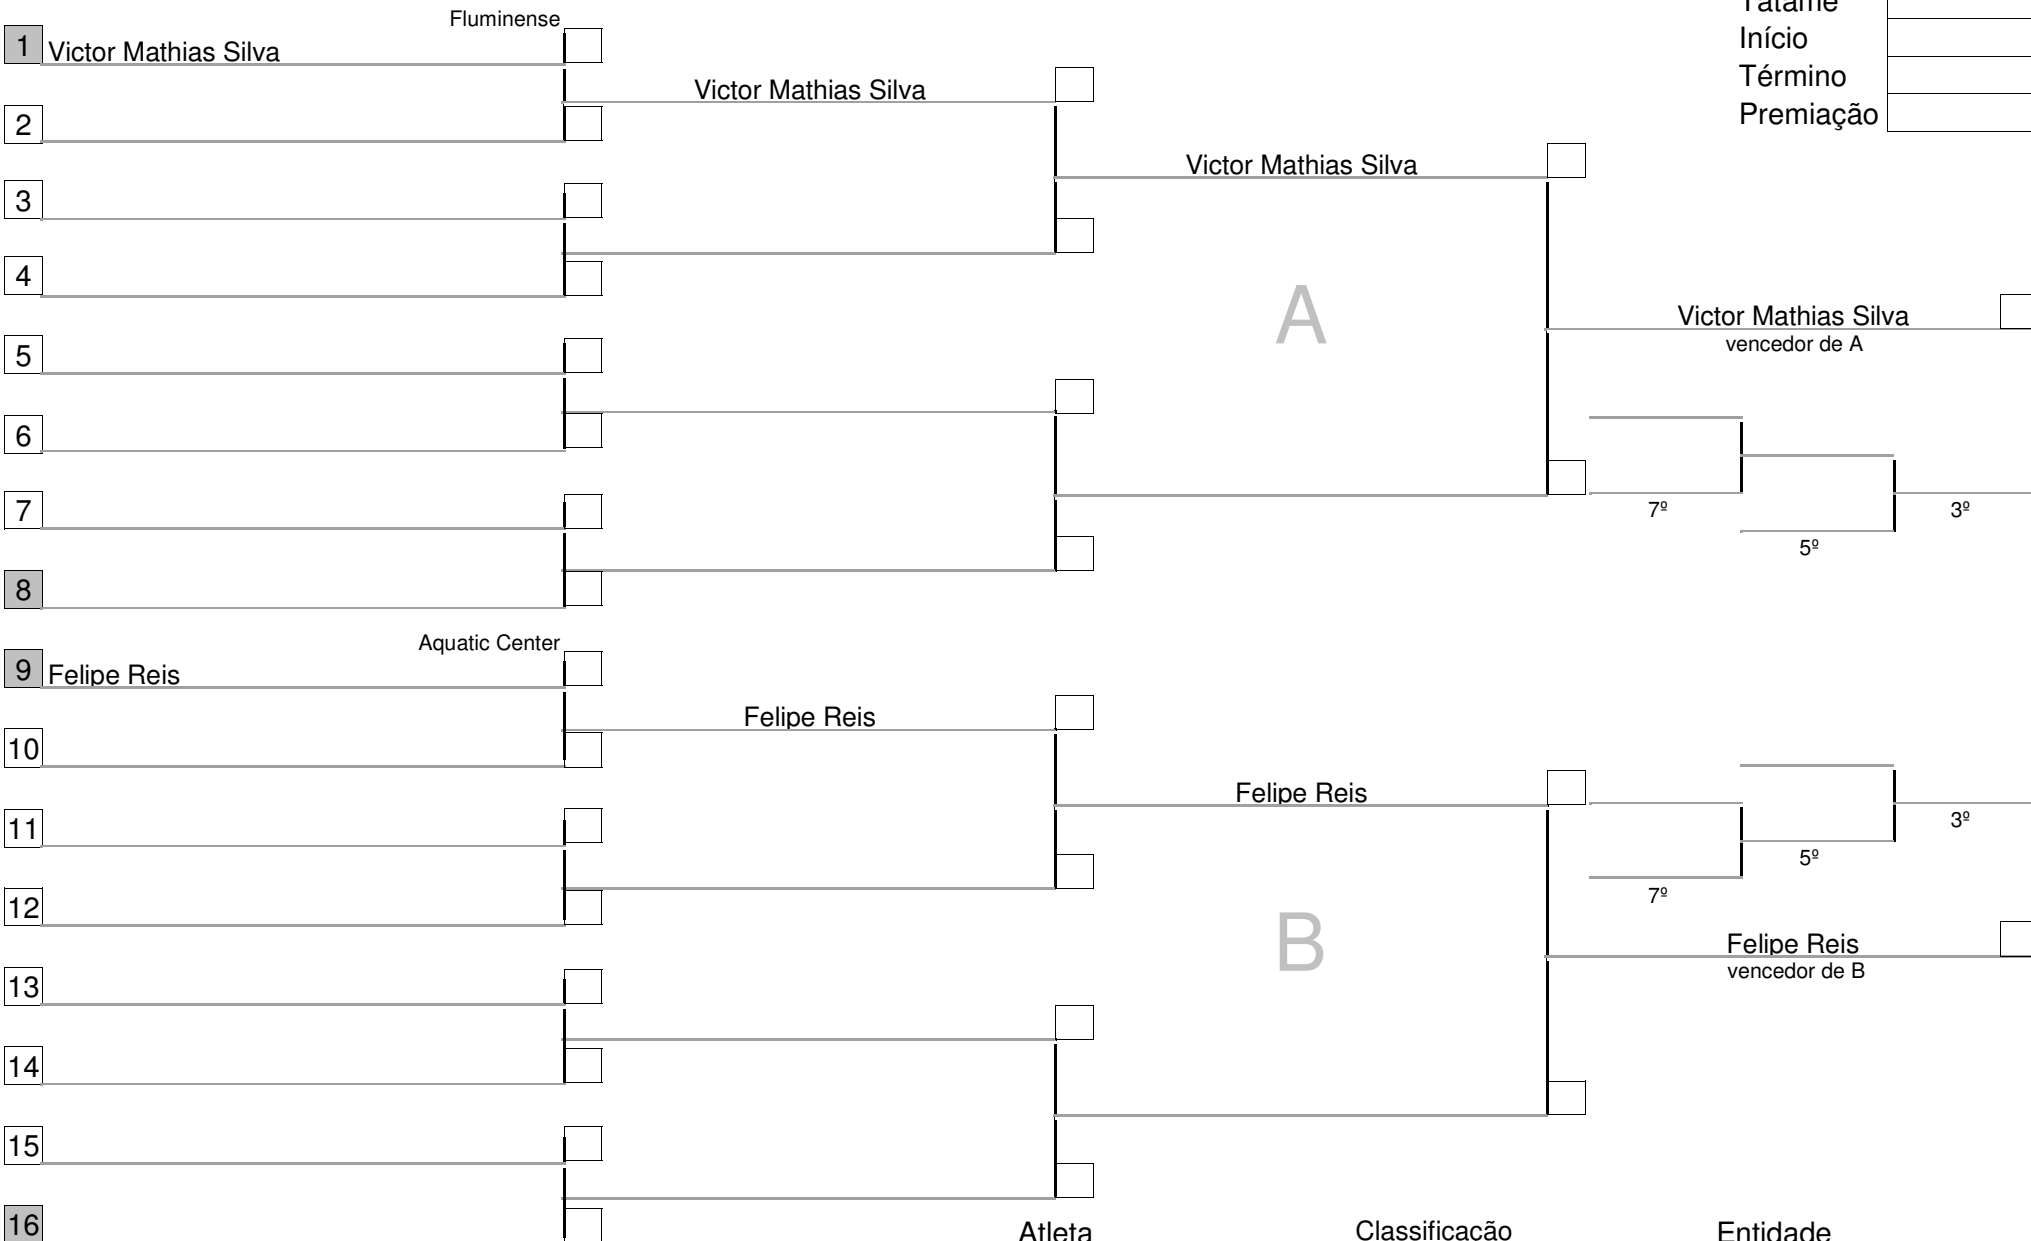 Fluminense
Tatame
1 Victor Mathias Silva
Início
Victor Mathias Silva
Término
2
Premiação
Victor Mathias Silva
3
4
A
Victor Mathias Silva
vencedor de A
5
6
7
7º
3º
5º
8
Aquatic Center
9 Felipe Reis
Felipe Reis
10
Felipe Reis
11
3º
5º
12
7º
B
Felipe Reis
vencedor de B
13
14
15
16
Atleta Classificação Entidade